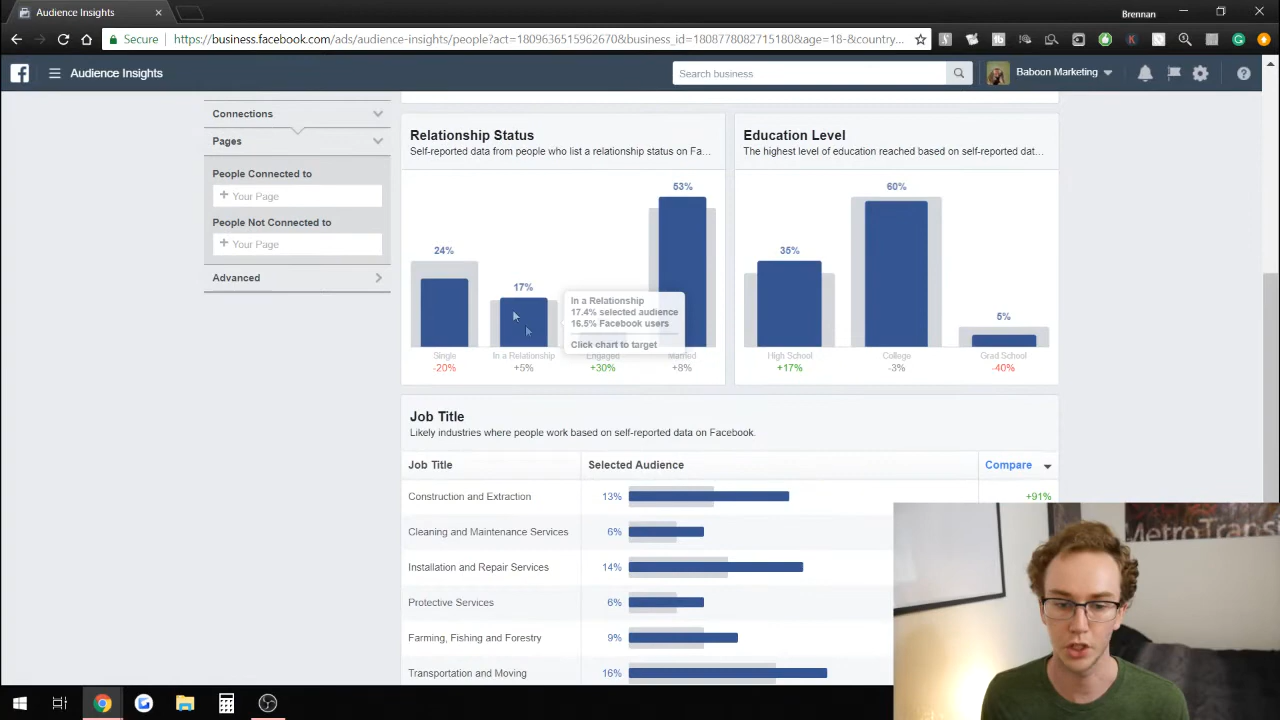 Audience Insights
Brennan
Secure
https://business.facebook.com/ads/audience-insights/people?act=1809636515962670&business_id=1808778082715180&age=18-&country...
Audience Insights
Search business
Baboon Marketing
Connections
Pages
People Connected to
+ Your Page
People Not Connected to
+ Your Page
Advanced
Relationship Status
Self-reported data from people who list a relationship status on Fa...
24%
17%
53%
In a Relationship
17.4% selected audience
16.5% Facebook users
Click chart to target
Single
In a Relationship
Engaged
Married
-20%
+5%
+30%
+8%
Education Level
The highest level of education reached based on self-reported dat...
35%
60%
5%
High School
College
Grad School
+17%
-3%
-40%
Job Title
Likely industries where people work based on self-reported data on Facebook.
Job Title
Selected Audience
Compare
Construction and Extraction
13%
+91%
Cleaning and Maintenance Services
6%
Installation and Repair Services
14%
Protective Services
6%
Farming, Fishing and Forestry
9%
Transportation and Moving
16%
MetroTransi